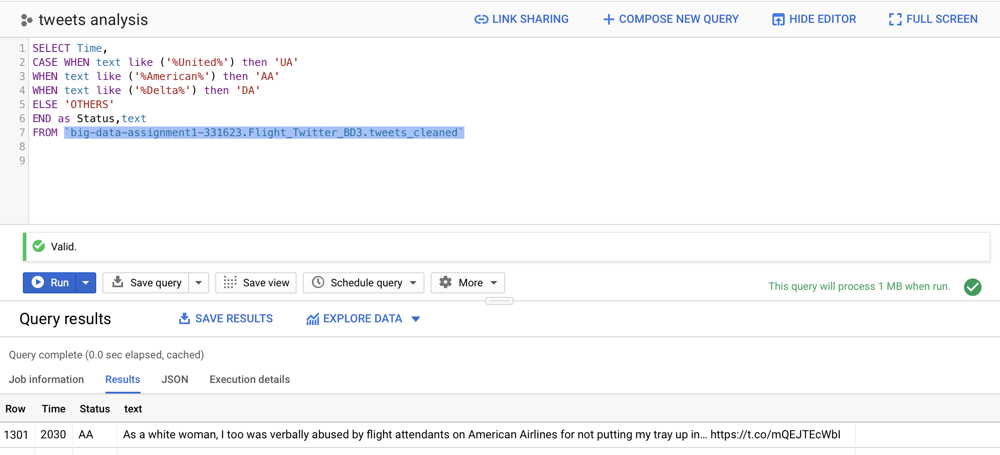 tweets analysis
LINK SHARING
COMPOSE NEW QUERY
HIDE EDITOR
FULL SCREEN
1 SELECT Time,
2 CASE WHEN text like ('%United%') then 'UA'
3 WHEN text like ('%American%') then 'AA'
4 WHEN text like ('%Delta%') then 'DA'
5 ELSE 'OTHERS'
6 END as Status,text
7 FROM `big-data-assignment1-331623.Flight_Twitter_BD3.tweets_cleaned`
8
9
Valid.
Run
Save query
Save view
Schedule query
More
This query will process 1 MB when run.
Query results
SAVE RESULTS
EXPLORE DATA
Query complete (0.0 sec elapsed, cached)
Job information Results JSON Execution details
Row Time Status text
1301 2030 AA As a white woman, I too was verbally abused by flight attendants on American Airlines for not putting my tray up in… https://t.co/mQEJTEcWbI